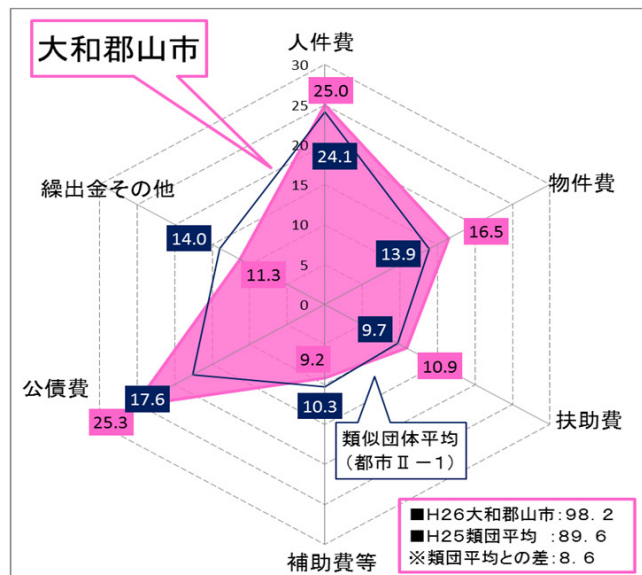 大和郡山市
人件費
30
25.0
25
24.1
20
15
10
5
0
物件費
16.5
13.9
繰出金その他
14.0
11.3
9.7
10.9
扶助費
9.2
10.3
公債費
17.6
25.3
類似団体平均
(都市Ⅱ－1)
補助費等
■H26大和郡山市：98．2
■H25類団平均　：89．6
※類団平均との差：8．6